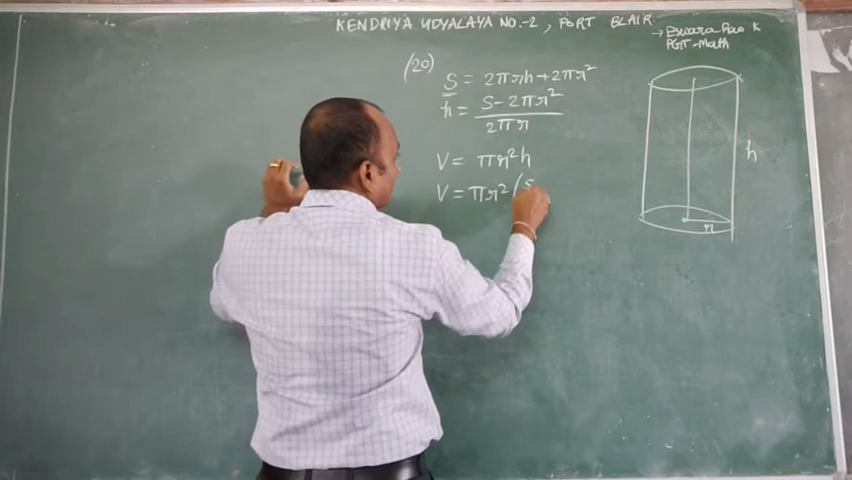 KENDRIYA VIDYALAYA NO.-2, PORT BLAIR
→ Eswara Rao K
PGT-Math
(20) S = 2πrh + 2πr²
h = S - 2πr² / 2πr
V = πr²h
V = πr² (S
h
r